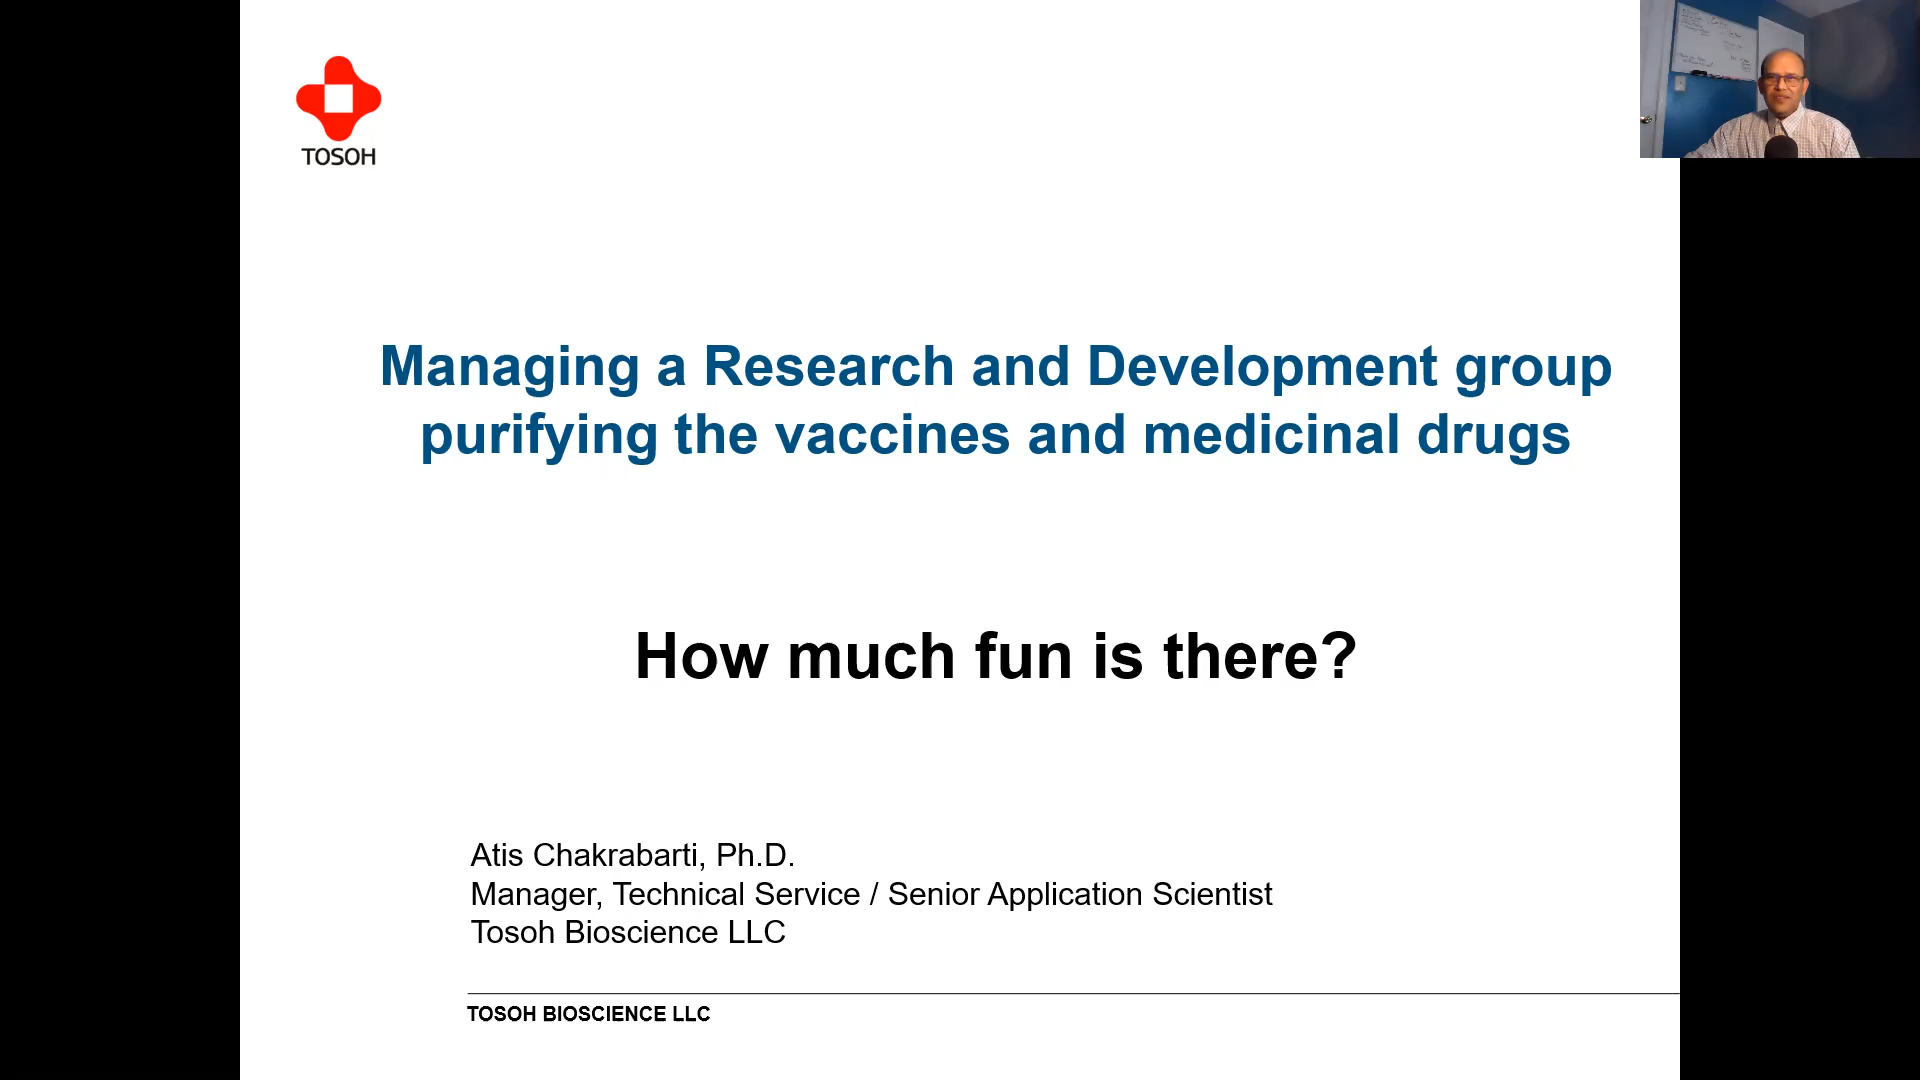 TOSOH
Managing a Research and Development group
purifying the vaccines and medicinal drugs
How much fun is there?
Atis Chakrabarti, Ph.D.
Manager, Technical Service / Senior Application Scientist
Tosoh Bioscience LLC
TOSOH BIOSCIENCE LLC